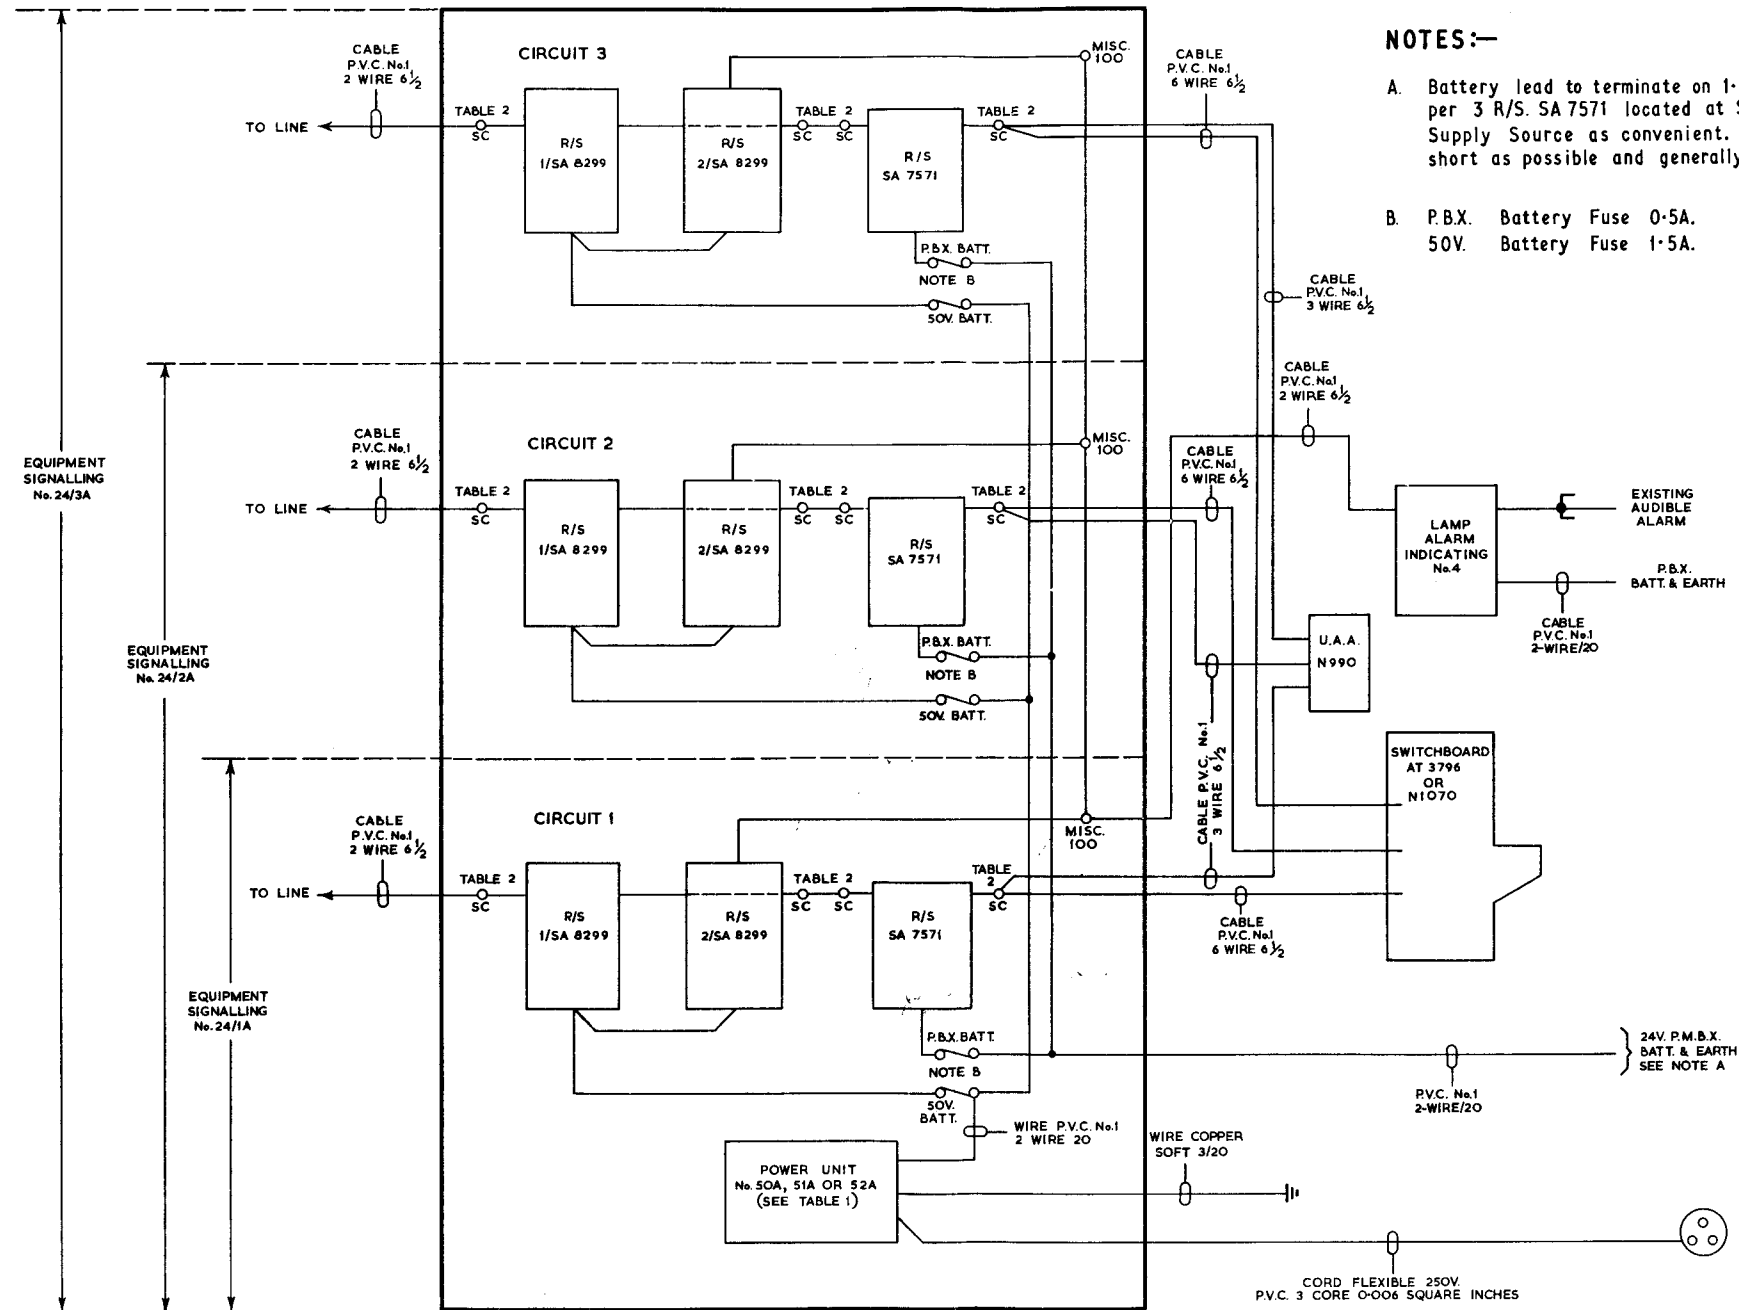 NOTES:—
A. Battery lead to terminate on 1·
per 3 R/S. SA 7571 located at
Supply Source as convenient.
short as possible and generally
B. P.B.X. Battery Fuse 0·5A.
50V. Battery Fuse 1·5A.
CIRCUIT 3
CABLE
P.V.C. No.1
2 WIRE 6½
TO LINE
TABLE 2
SC
R/S
1/SA 8299
R/S
2/SA 8299
TABLE 2
SC
SC
R/S
SA 7571
TABLE 2
SC
MISC.
100
CABLE
P.V.C. No.1
6 WIRE 6½
P.B.X. BATT.
NOTE B
50V. BATT.
CABLE
P.V.C. No.1
3 WIRE 6½
CABLE
P.V.C. No.1
2 WIRE 6½
EQUIPMENT
SIGNALLING
No. 24/3A
CIRCUIT 2
CABLE
P.V.C. No.1
2 WIRE 6½
TO LINE
TABLE 2
SC
R/S
1/SA 8299
R/S
2/SA 8299
TABLE 2
SC
SC
R/S
SA 7571
TABLE 2
SC
MISC.
100
CABLE
P.V.C. No.1
6 WIRE 6½
P.B.X. BATT.
NOTE B
50V. BATT.
LAMP
ALARM
INDICATING
No.4
EXISTING
AUDIBLE
ALARM
P.B.X.
BATT. & EARTH
CABLE
P.V.C. No.1
2-WIRE/20
U.A.A.
N990
EQUIPMENT
SIGNALLING
No. 24/2A
CABLE P.V.C. No.1
3 WIRE 6½
SWITCHBOARD
AT 3796
OR
N1070
CIRCUIT 1
CABLE
P.V.C. No.1
2 WIRE 6½
TO LINE
TABLE 2
SC
R/S
1/SA 8299
R/S
2/SA 8299
TABLE 2
SC
SC
R/S
SA 7571
TABLE
2
SC
MISC.
100
CABLE
P.V.C. No.1
6 WIRE 6½
P.B.X. BATT.
NOTE B
50V.
BATT.
EQUIPMENT
SIGNALLING
No. 24/1A
24V. P.M.B.X.
BATT. & EARTH
SEE NOTE A
P.V.C. No.1
2-WIRE/20
WIRE P.V.C. No.1
2 WIRE 20
WIRE COPPER
SOFT 3/20
POWER UNIT
No. 50A, 51A OR 52A
(SEE TABLE 1)
CORD FLEXIBLE 250V.
P.V.C. 3 CORE 0·006 SQUARE INCHES